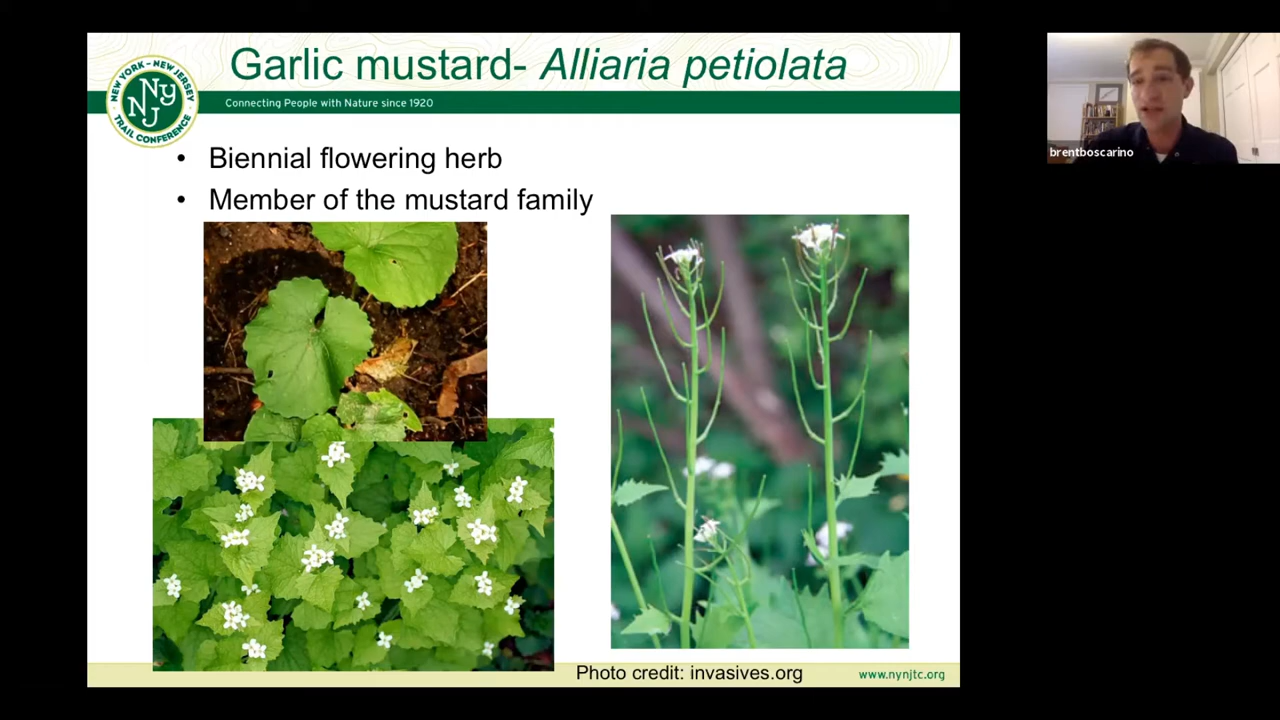 Garlic mustard- Alliaria petiolata
NEW YORK - NEW JERSEY
NY
NJ
TRAIL CONFERENCE
Connecting People with Nature since 1920
• Biennial flowering herb
• Member of the mustard family
Photo credit: invasives.org
www.nynjtc.org
brentboscarino